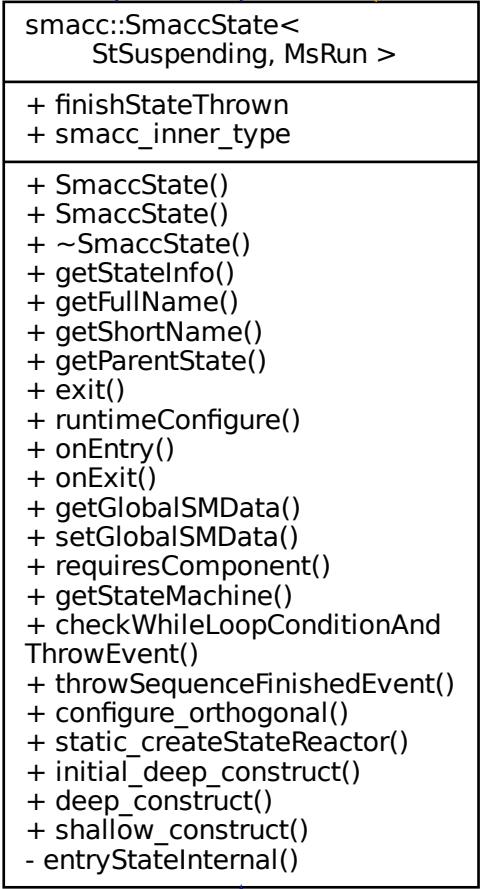 smacc::SmaccState<
StSuspending, MsRun >
+ finishStateThrown
+ smacc_inner_type
+ SmaccState()
+ SmaccState()
+ ~SmaccState()
+ getStateInfo()
+ getFullName()
+ getShortName()
+ getParentState()
+ exit()
+ runtimeConfigure()
+ onEntry()
+ onExit()
+ getGlobalSMData()
+ setGlobalSMData()
+ requiresComponent()
+ getStateMachine()
+ checkWhileLoopConditionAnd
ThrowEvent()
+ throwSequenceFinishedEvent()
+ configure_orthogonal()
+ static_createStateReactor()
+ initial_deep_construct()
+ deep_construct()
+ shallow_construct()
- entryStateInternal()